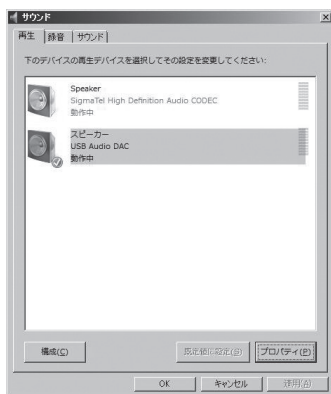 サウンド
再生 録音 サウンド
下のデバイスの再生デバイスを選択してその設定を変更してください:
Speaker
SigmaTel High Definition Audio CODEC
動作中
スピーカー
USB Audio DAC
動作中
構成(C) 既定値に設定(S) プロパティ(P)
OK キャンセル 適用(A)